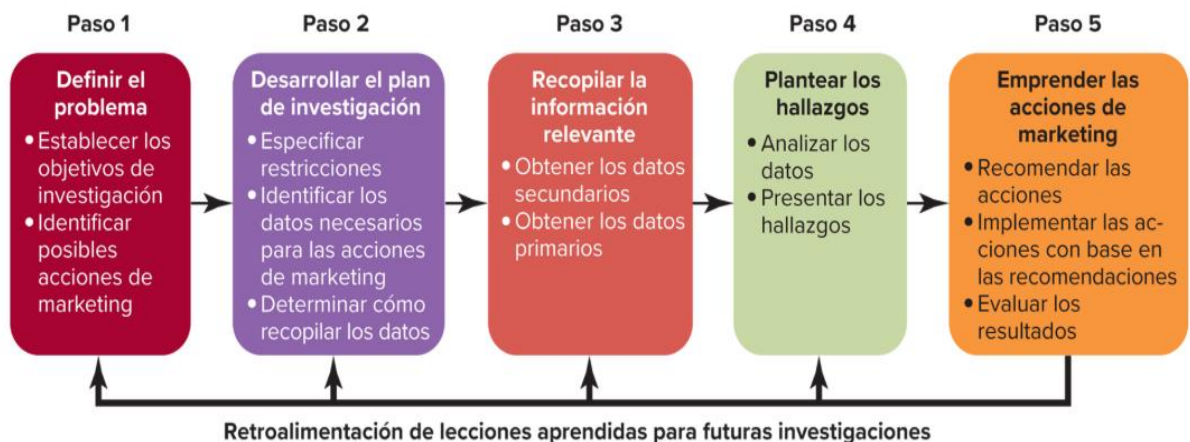 Paso 1
Paso 2
Paso 3
Paso 4
Paso 5
Definir el
problema
• Establecer los
objetivos de
investigación
• Identificar
posibles
acciones de
marketing
Desarrollar el plan
de investigación
• Especificar
restricciones
• Identificar los
datos necesarios
para las acciones
de marketing
• Determinar cómo
recopilar los datos
Recopilar la
información
relevante
• Obtener los datos
secundarios
• Obtener los datos
primarios
Plantear los
hallazgos
• Analizar los
datos
• Presentar los
hallazgos
Emprender las
acciones de
marketing
• Recomendar las
acciones
• Implementar las ac-
ciones con base en
las recomendaciones
• Evaluar los
resultados
Retroalimentación de lecciones aprendidas para futuras investigaciones